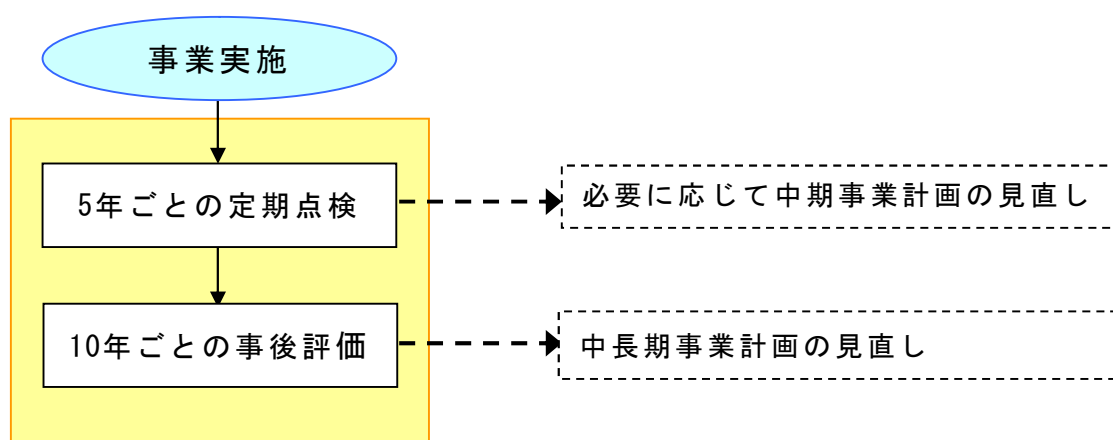 事業実施
5年ごとの定期点検
必要に応じて中期事業計画の見直し
10年ごとの事後評価
中長期事業計画の見直し